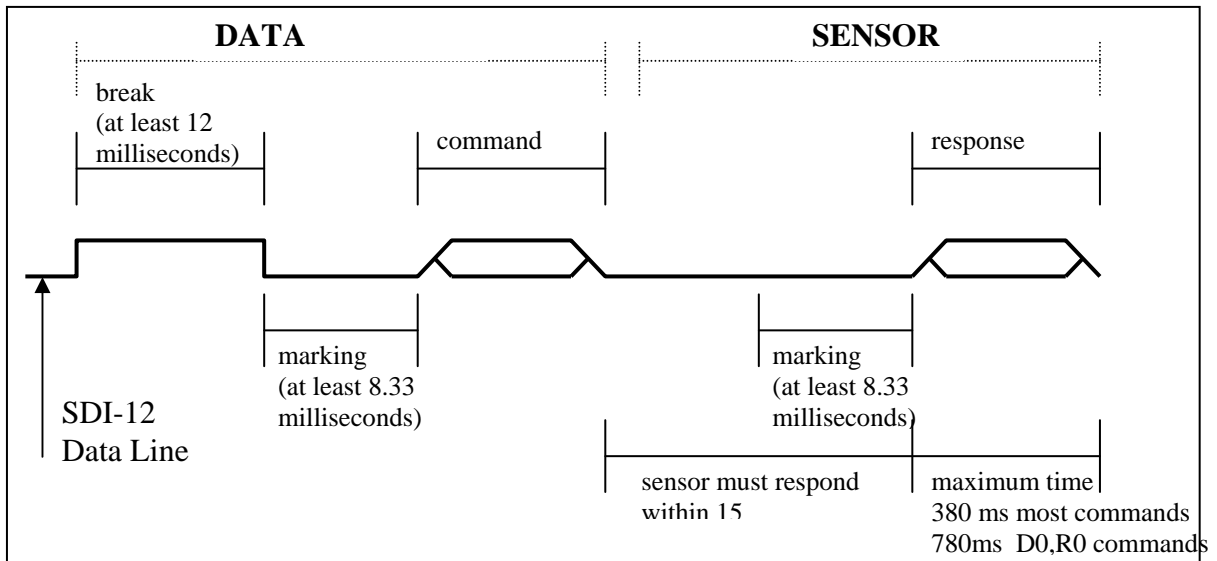 DATA
SENSOR
break
(at least 12
milliseconds)
command
response
marking
(at least 8.33
milliseconds)
marking
(at least 8.33
milliseconds)
SDI-12
Data Line
sensor must respond
within 15
maximum time
380 ms most commands
780ms D0,R0 commands